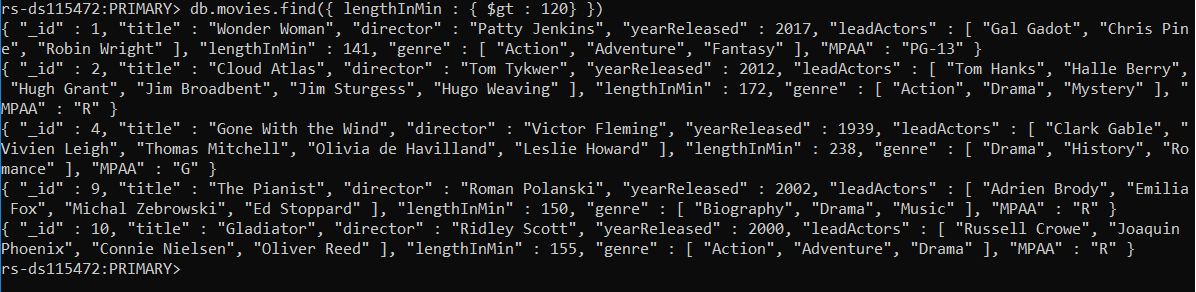 rs-ds115472:PRIMARY> db.movies.find({ lengthInMin : { $gt : 120} })
{ "_id" : 1, "title" : "Wonder Woman", "director" : "Patty Jenkins", "yearReleased" : 2017, "leadActors" : [ "Gal Gadot", "Chris Pin
e", "Robin Wright" ], "lengthInMin" : 141, "genre" : [ "Action", "Adventure", "Fantasy" ], "MPAA" : "PG-13" }
{ "_id" : 2, "title" : "Cloud Atlas", "director" : "Tom Tykwer", "yearReleased" : 2012, "leadActors" : [ "Tom Hanks", "Halle Berry",
 "Hugh Grant", "Jim Broadbent", "Jim Sturgess", "Hugo Weaving" ], "lengthInMin" : 172, "genre" : [ "Action", "Drama", "Mystery" ], "
MPAA" : "R" }
{ "_id" : 4, "title" : "Gone With the Wind", "director" : "Victor Fleming", "yearReleased" : 1939, "leadActors" : [ "Clark Gable", "
Vivien Leigh", "Thomas Mitchell", "Olivia de Havilland", "Leslie Howard" ], "lengthInMin" : 238, "genre" : [ "Drama", "History", "Ro
mance" ], "MPAA" : "G" }
{ "_id" : 9, "title" : "The Pianist", "director" : "Roman Polanski", "yearReleased" : 2002, "leadActors" : [ "Adrien Brody", "Emilia
 Fox", "Michal Zebrowski", "Ed Stoppard" ], "lengthInMin" : 150, "genre" : [ "Biography", "Drama", "Music" ], "MPAA" : "R" }
{ "_id" : 10, "title" : "Gladiator", "director" : "Ridley Scott", "yearReleased" : 2000, "leadActors" : [ "Russell Crowe", "Joaquin
Phoenix", "Connie Nielsen", "Oliver Reed" ], "lengthInMin" : 155, "genre" : [ "Action", "Adventure", "Drama" ], "MPAA" : "R" }
rs-ds115472:PRIMARY>